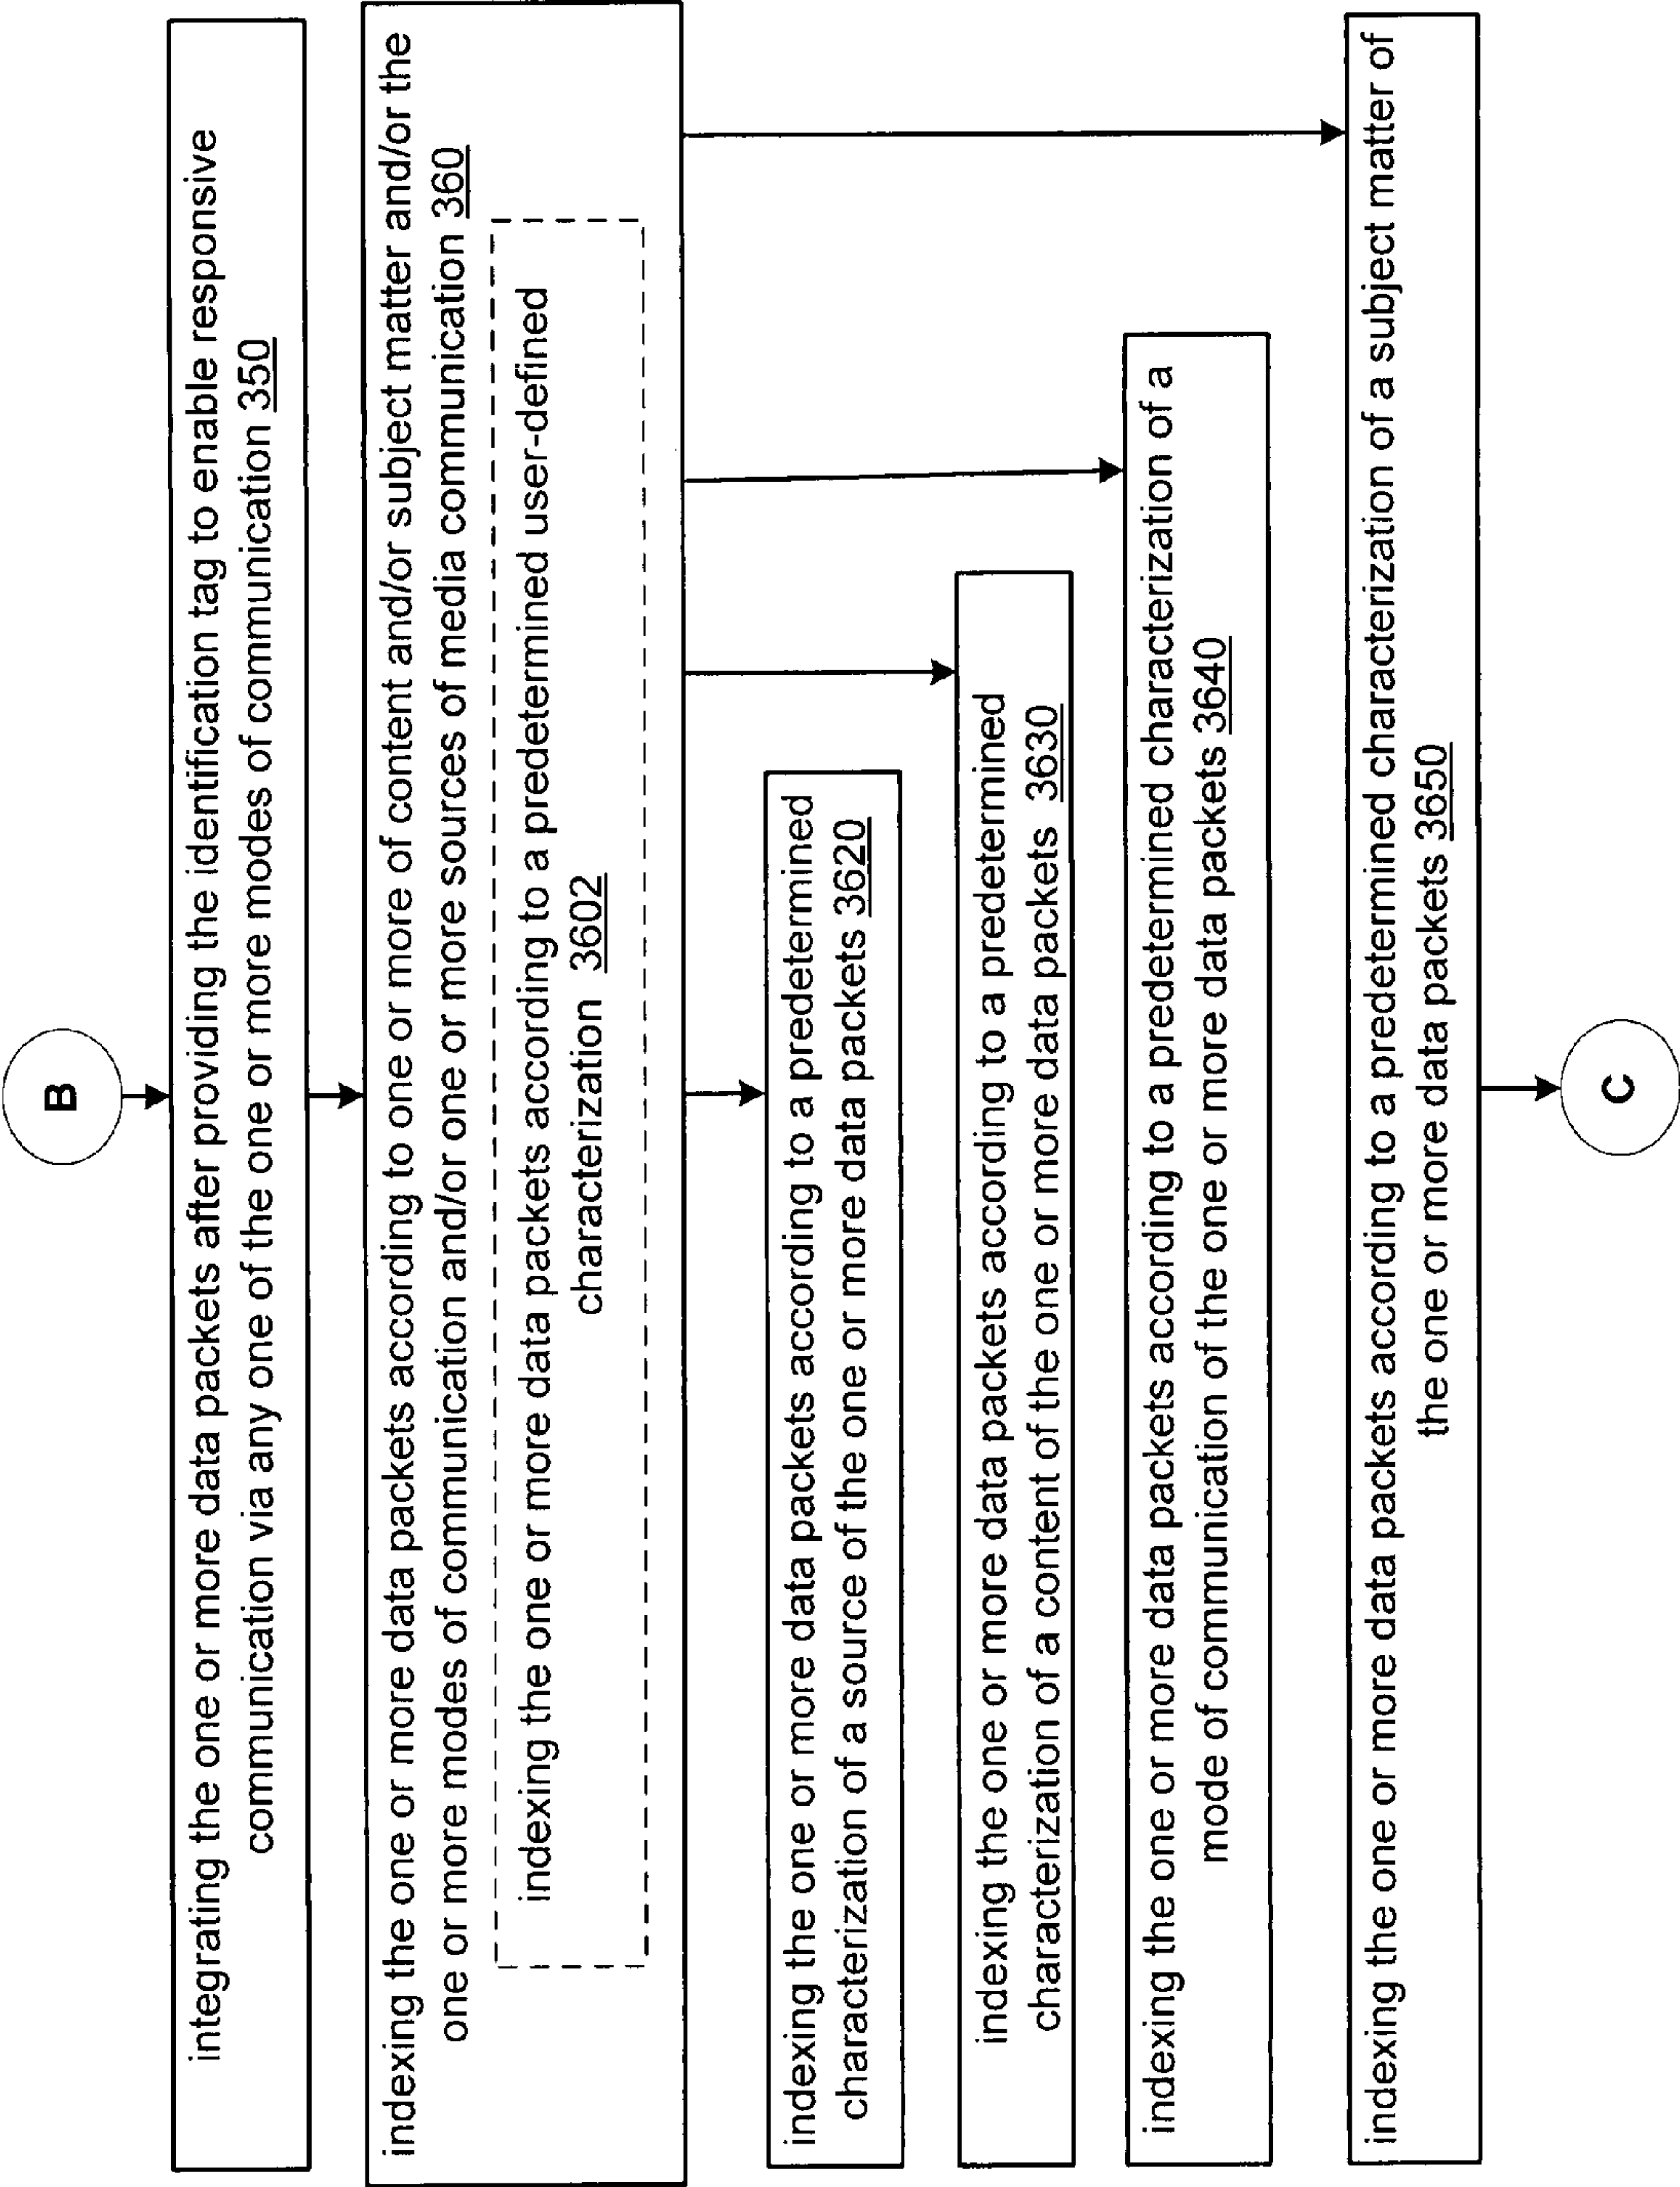 B
integrating the one or more data packets after providing the identification tag to enable responsive
communication via any one of the one or more modes of communication 350
indexing the one or more data packets according to one or more of content and/or subject matter and/or the
one or more modes of communication and/or one or more sources of media communication 360
indexing the one or more data packets according to a predetermined user-defined
characterization 3602
indexing the one or more data packets according to a predetermined
characterization of a source of the one or more data packets 3620
indexing the one or more data packets according to a predetermined
characterization of a content of the one or more data packets 3630
indexing the one or more data packets according to a predetermined characterization of a
mode of communication of the one or more data packets 3640
indexing the one or more data packets according to a predetermined characterization of a subject matter of
the one or more data packets 3650
C